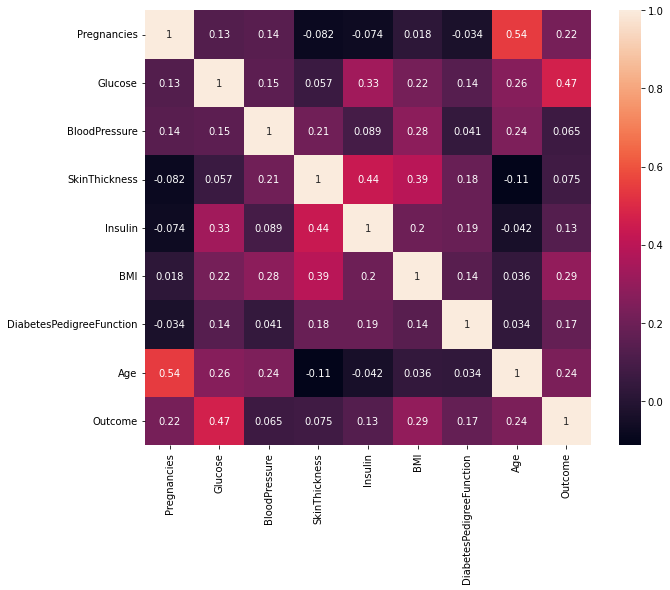 Pregnancies 1 0.13 0.14 -0.082 -0.074 0.018 -0.034 0.54 0.22
Glucose 0.13 1 0.15 0.057 0.33 0.22 0.14 0.26 0.47
BloodPressure 0.14 0.15 1 0.21 0.089 0.28 0.041 0.24 0.065
SkinThickness -0.082 0.057 0.21 1 0.44 0.39 0.18 -0.11 0.075
Insulin -0.074 0.33 0.089 0.44 1 0.2 0.19 -0.042 0.13
BMI 0.018 0.22 0.28 0.39 0.2 1 0.14 0.036 0.29
DiabetesPedigreeFunction -0.034 0.14 0.041 0.18 0.19 0.14 1 0.034 0.17
Age 0.54 0.26 0.24 -0.11 -0.042 0.036 0.034 1 0.24
Outcome 0.22 0.47 0.065 0.075 0.13 0.29 0.17 0.24 1
Pregnancies
Glucose
BloodPressure
SkinThickness
Insulin
BMI
DiabetesPedigreeFunction
Age
Outcome
1.0
0.8
0.6
0.4
0.2
0.0